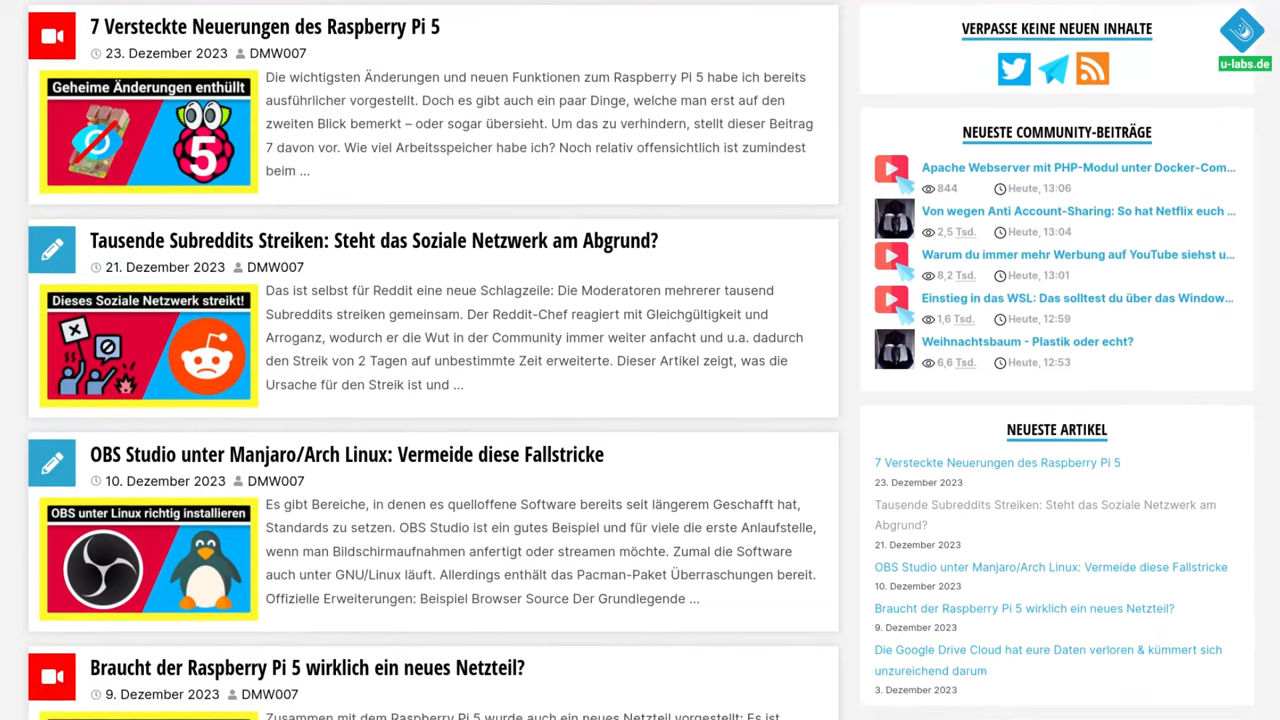 7 Versteckte Neuerungen des Raspberry Pi 5
23. Dezember 2023 DMW007
Geheime Änderungen enthüllt
5
Die wichtigsten Änderungen und neuen Funktionen zum Raspberry Pi 5 habe ich bereits
ausführlicher vorgestellt. Doch es gibt auch ein paar Dinge, welche man erst auf den
zweiten Blick bemerkt – oder sogar übersieht. Um das zu verhindern, stellt dieser Beitrag
7 davon vor. Wie viel Arbeitsspeicher habe ich? Noch relativ offensichtlich ist zumindest
beim ...
Tausende Subreddits Streiken: Steht das Soziale Netzwerk am Abgrund?
21. Dezember 2023 DMW007
Dieses Soziale Netzwerk streikt!
Das ist selbst für Reddit eine neue Schlagzeile: Die Moderatoren mehrerer tausend
Subreddits streiken gemeinsam. Der Reddit-Chef reagiert mit Gleichgültigkeit und
Arroganz, wodurch er die Wut in der Community immer weiter anfacht und u.a. dadurch
den Streik von 2 Tagen auf unbestimmte Zeit erweiterte. Dieser Artikel zeigt, was die
Ursache für den Streik ist und ...
OBS Studio unter Manjaro/Arch Linux: Vermeide diese Fallstricke
10. Dezember 2023 DMW007
OBS unter Linux richtig installieren
Es gibt Bereiche, in denen es quelloffene Software bereits seit längerem Geschafft hat,
Standards zu setzen. OBS Studio ist ein gutes Beispiel und für viele die erste Anlaufstelle,
wenn man Bildschirmaufnahmen anfertigt oder streamen möchte. Zumal die Software
auch unter GNU/Linux läuft. Allerdings enthält das Pacman-Paket Überraschungen bereit.
Offizielle Erweiterungen: Beispiel Browser Source Der Grundlegende ...
Braucht der Raspberry Pi 5 wirklich ein neues Netzteil?
9. Dezember 2023 DMW007
Zusammen mit dem Raspberry Pi 5 wurde auch ein neues Netzteil vorgestellt: Es ist
VERPASSE KEINE NEUEN INHALTE
u-labs.de
NEUESTE COMMUNITY-BEITRÄGE
Apache Webserver mit PHP-Modul unter Docker-Com...
844 Heute, 13:06
Von wegen Anti Account-Sharing: So hat Netflix euch ...
2,5 Tsd. Heute, 13:04
Warum du immer mehr Werbung auf YouTube siehst u...
8,2 Tsd. Heute, 13:01
Einstieg in das WSL: Das solltest du über das Window...
1,6 Tsd. Heute, 12:59
Weihnachtsbaum - Plastik oder echt?
6,6 Tsd. Heute, 12:53
NEUESTE ARTIKEL
7 Versteckte Neuerungen des Raspberry Pi 5
23. Dezember 2023
Tausende Subreddits Streiken: Steht das Soziale Netzwerk am
Abgrund?
21. Dezember 2023
OBS Studio unter Manjaro/Arch Linux: Vermeide diese Fallstricke
10. Dezember 2023
Braucht der Raspberry Pi 5 wirklich ein neues Netzteil?
9. Dezember 2023
Die Google Drive Cloud hat eure Daten verloren & kümmert sich
unzureichend darum
3. Dezember 2023